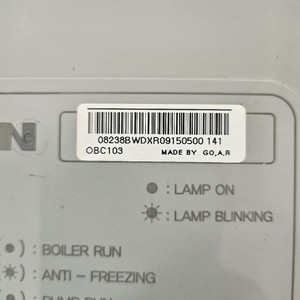 08238BWDXR09150500 141
OBC103 MADE BY GO,A,R
N
: LAMP ON
: LAMP BLINKING
(●) : BOILER RUN
: ANTI - FREEZING